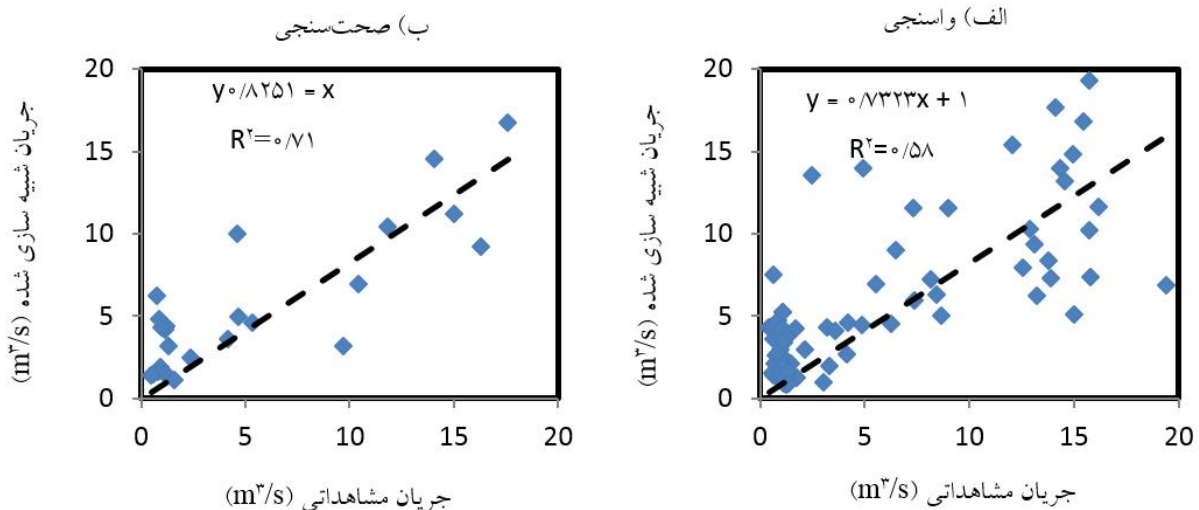 الف) واسنجی
y = ۰/۷۳۲۳x + ۱
R۲=۰/۵۸
جریان شبیه سازی شده (m۳/s)
20
15
10
5
0
0 5 10 15 20
جریان مشاهداتی (m۳/s)
ب) صحت‌سنجی
y۰/۸۲۵۱ = x
R۲=۰/۷۱
جریان شبیه سازی شده (m۳/s)
20
15
10
5
0
0 5 10 15 20
جریان مشاهداتی (m۳/s)